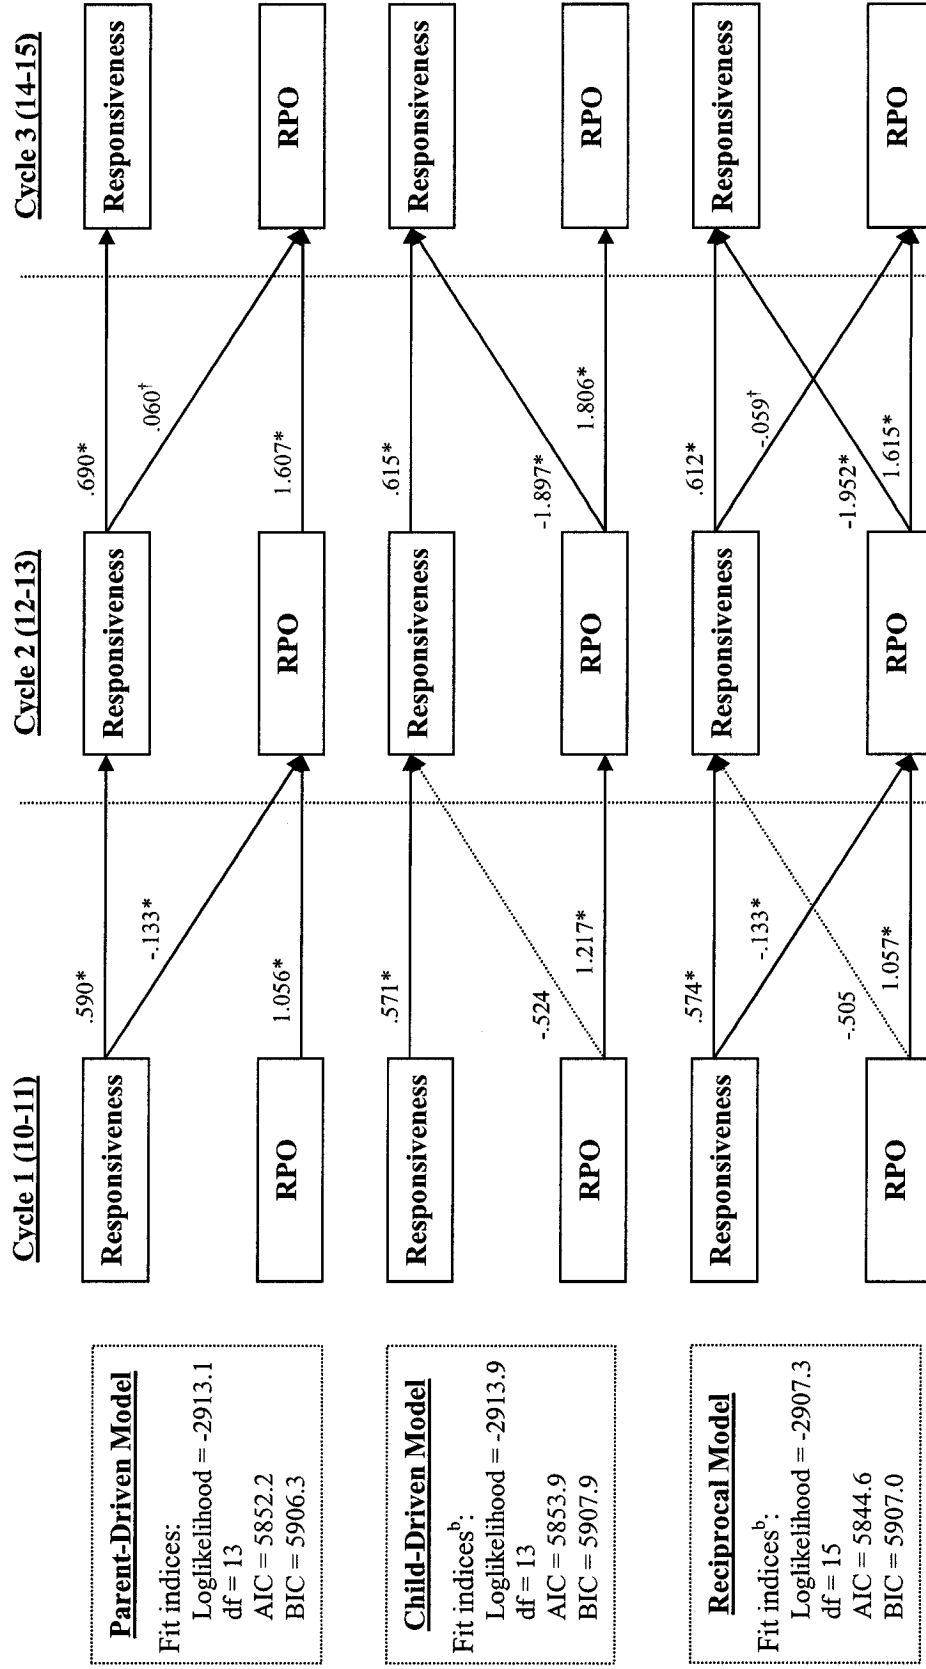 Cycle 1 (10-11)
Cycle 2 (12-13)
Cycle 3 (14-15)
Parent-Driven Model
Fit indices:
Loglikelihood = -2913.1
df = 13
AIC = 5852.2
BIC = 5906.3
Responsiveness
.590*
Responsiveness
.690*
Responsiveness
-.133*
.060†
RPO
1.056*
RPO
1.607*
RPO
Child-Driven Model
Fit indicesᵇ:
Loglikelihood = -2913.9
df = 13
AIC = 5853.9
BIC = 5907.9
Responsiveness
.571*
Responsiveness
.615*
Responsiveness
-.524
-1.897*
RPO
1.217*
RPO
1.806*
RPO
Reciprocal Model
Fit indicesᵇ:
Loglikelihood = -2907.3
df = 15
AIC = 5844.6
BIC = 5907.0
Responsiveness
.574*
Responsiveness
.612*
Responsiveness
-.133*
-.059†
-.505
-1.952*
RPO
1.057*
RPO
1.615*
RPO